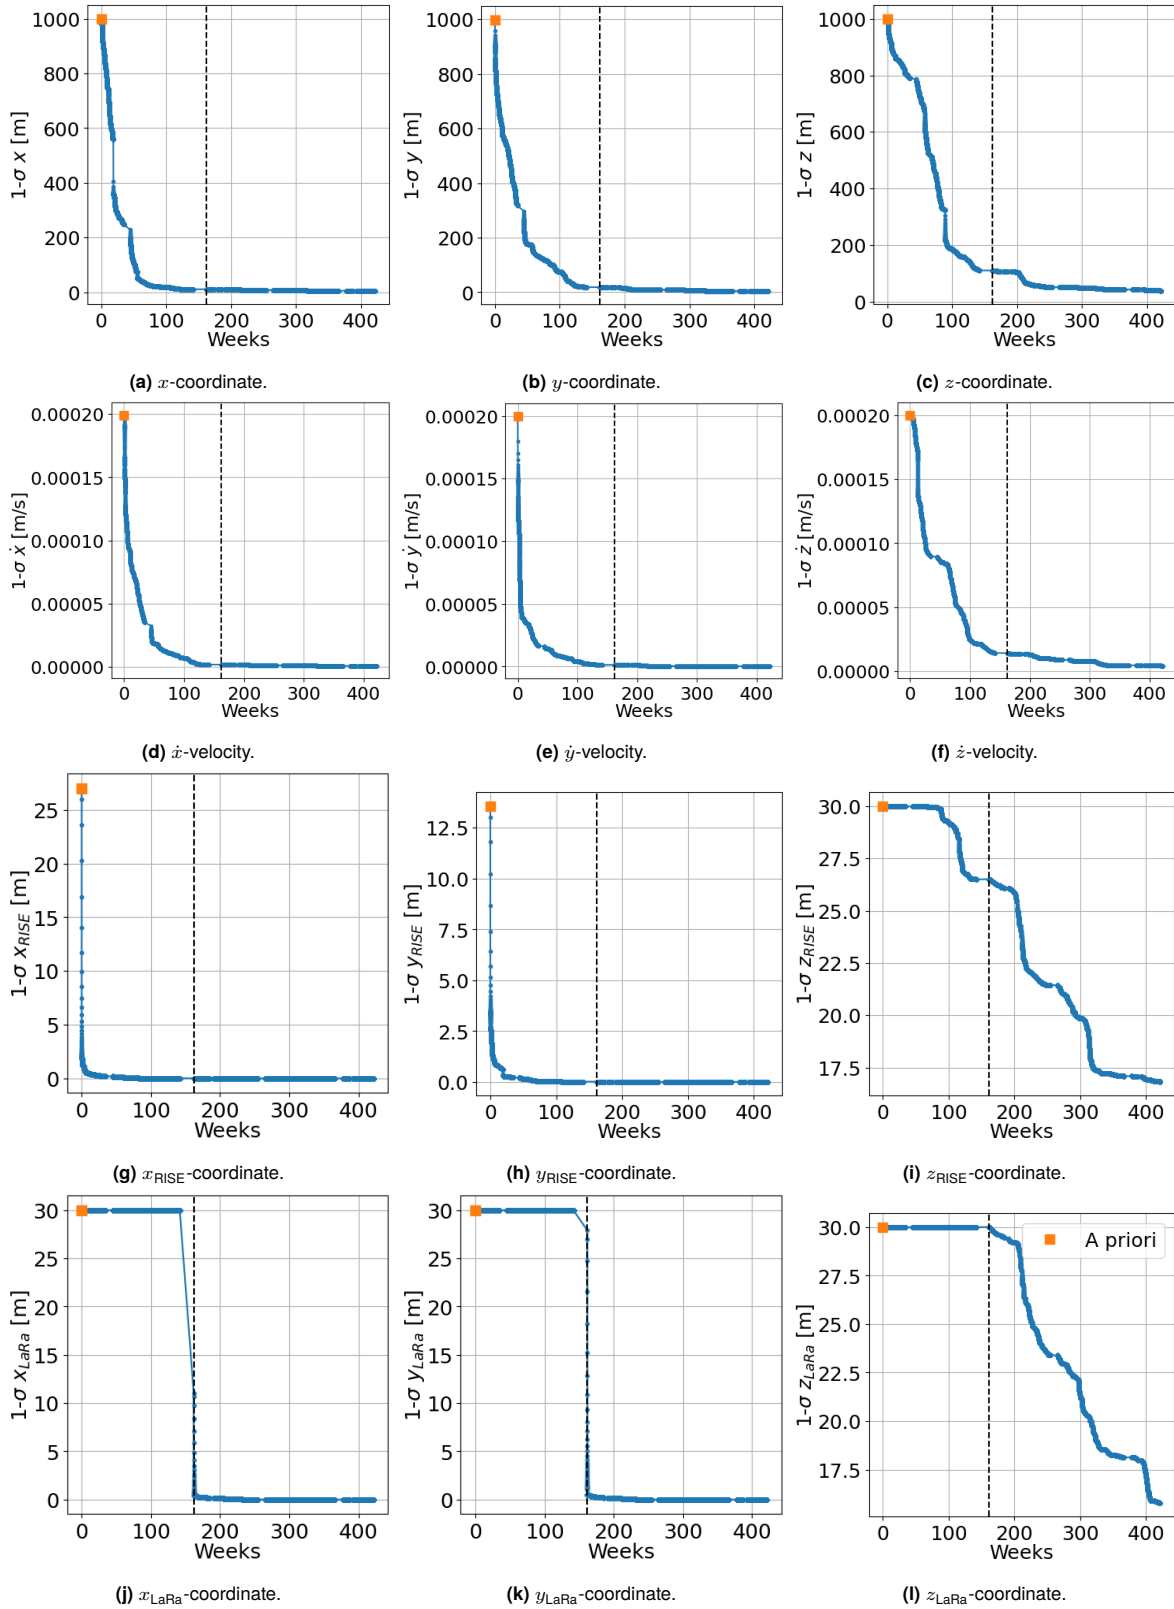 1000
800
600
400
200
0
1-σ x [m]
0 100 200 300 400
Weeks
(a) x-coordinate.
1000
800
600
400
200
0
1-σ y [m]
0 100 200 300 400
Weeks
(b) y-coordinate.
1000
800
600
400
200
0
1-σ z [m]
0 100 200 300 400
Weeks
(c) z-coordinate.
0.00020
0.00015
0.00010
0.00005
0.00000
1-σ ẋ [m/s]
0 100 200 300 400
Weeks
(d) ẋ-velocity.
0.00020
0.00015
0.00010
0.00005
0.00000
1-σ ẏ [m/s]
0 100 200 300 400
Weeks
(e) ẏ-velocity.
0.00020
0.00015
0.00010
0.00005
0.00000
1-σ ż [m/s]
0 100 200 300 400
Weeks
(f) ż-velocity.
25
20
15
10
5
0
1-σ x_RISE [m]
0 100 200 300 400
Weeks
(g) x_RISE-coordinate.
12.5
10.0
7.5
5.0
2.5
0.0
1-σ y_RISE [m]
0 100 200 300 400
Weeks
(h) y_RISE-coordinate.
30.0
27.5
25.0
22.5
20.0
17.5
1-σ z_RISE [m]
0 100 200 300 400
Weeks
(i) z_RISE-coordinate.
30
25
20
15
10
5
0
1-σ x_LaRa [m]
0 100 200 300 400
Weeks
(j) x_LaRa-coordinate.
30
25
20
15
10
5
0
1-σ y_LaRa [m]
0 100 200 300 400
Weeks
(k) y_LaRa-coordinate.
30.0
27.5
25.0
22.5
20.0
17.5
1-σ z_LaRa [m]
A priori
0 100 200 300 400
Weeks
(l) z_LaRa-coordinate.